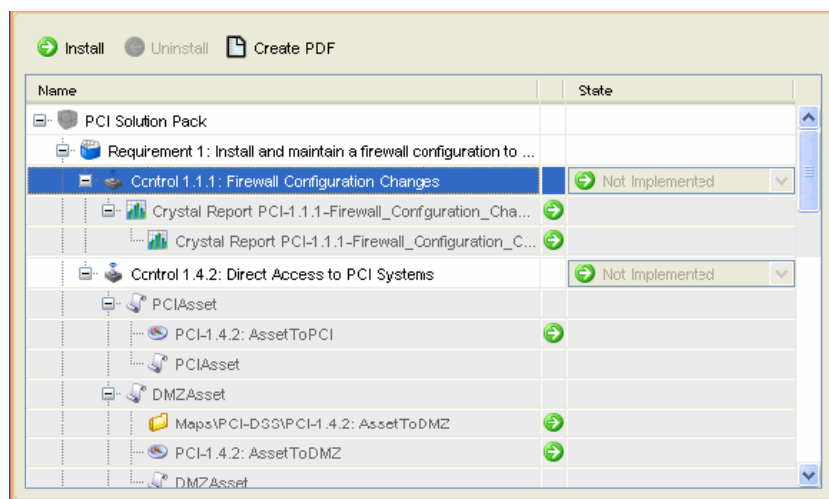 Install Uninstall Create PDF
Name State
PCI Solution Pack
Requirement 1: Install and maintain a firewall configuration to ...
Control 1.1.1: Firewall Configuration Changes Not Implemented
Crystal Report PCI-1.1.1-Firewall_Configuration_Cha...
Crystal Report PCI-1.1.1-Firewall_Configuration_C...
Control 1.4.2: Direct Access to PCI Systems Not Implemented
PCIAsset
PCI-1.4.2: AssetToPCI
PCIAsset
DMZAsset
Maps\PCI-DSS\PCI-1.4.2: AssetToDMZ
PCI-1.4.2: AssetToDMZ
DMZAsset